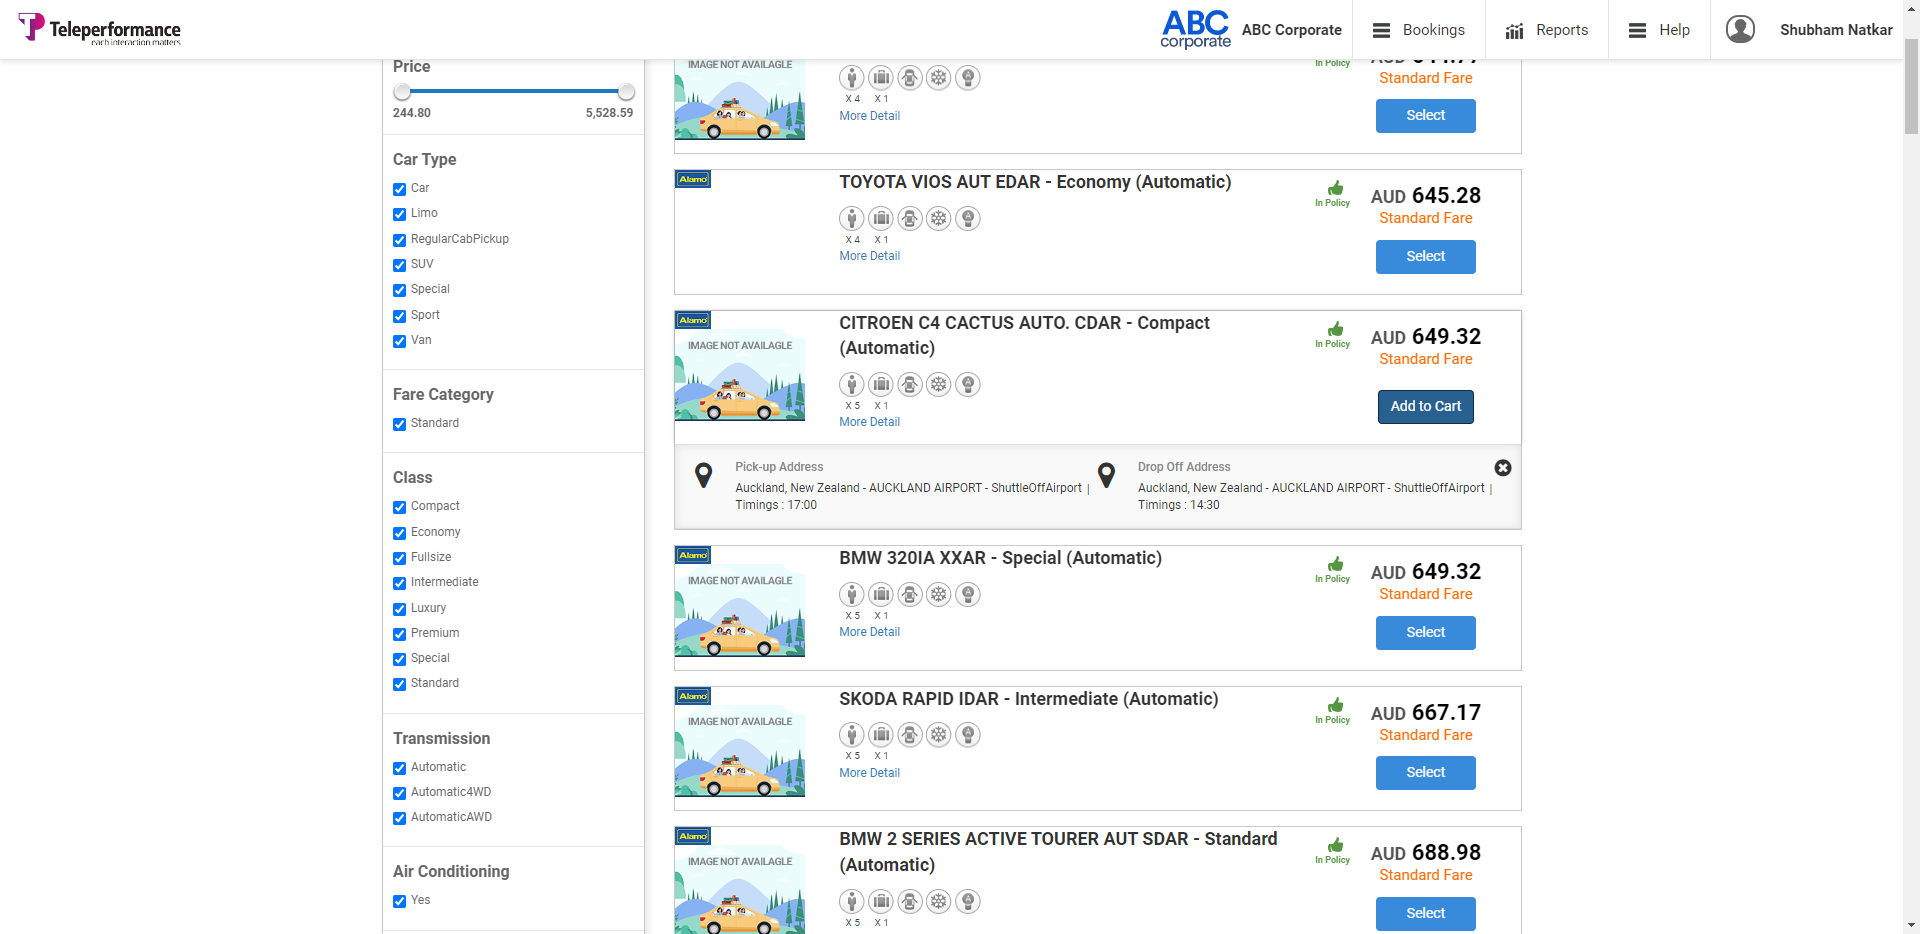 Teleperformance
each interaction matters
ABC
corporate
ABC Corporate
Bookings
Reports
Help
Shubham Natkar
Price
244.80
5,528.59
Car Type
Car
Limo
RegularCabPickup
SUV
Special
Sport
Van
Fare Category
Standard
Class
Compact
Economy
Fullsize
Intermediate
Luxury
Premium
Special
Standard
Transmission
Automatic
Automatic4WD
AutomaticAWD
Air Conditioning
Yes
IMAGE NOT AVAILAGLE
X 4 X 1
More Detail
In Policy
Standard Fare
Select
Alamo
TOYOTA VIOS AUT EDAR - Economy (Automatic)
X 4 X 1
More Detail
In Policy
AUD 645.28
Standard Fare
Select
Alamo
IMAGE NOT AVAILAGLE
CITROEN C4 CACTUS AUTO. CDAR - Compact
(Automatic)
X 5 X 1
More Detail
In Policy
AUD 649.32
Standard Fare
Add to Cart
Pick-up Address
Auckland, New Zealand - AUCKLAND AIRPORT - ShuttleOffAirport |
Timings : 17:00
Drop Off Address
Auckland, New Zealand - AUCKLAND AIRPORT - ShuttleOffAirport |
Timings : 14:30
Alamo
IMAGE NOT AVAILAGLE
BMW 320IA XXAR - Special (Automatic)
X 5 X 1
More Detail
In Policy
AUD 649.32
Standard Fare
Select
Alamo
IMAGE NOT AVAILAGLE
SKODA RAPID IDAR - Intermediate (Automatic)
X 5 X 1
More Detail
In Policy
AUD 667.17
Standard Fare
Select
Alamo
IMAGE NOT AVAILAGLE
BMW 2 SERIES ACTIVE TOURER AUT SDAR - Standard
(Automatic)
X 5 X 1
In Policy
AUD 688.98
Standard Fare
Select